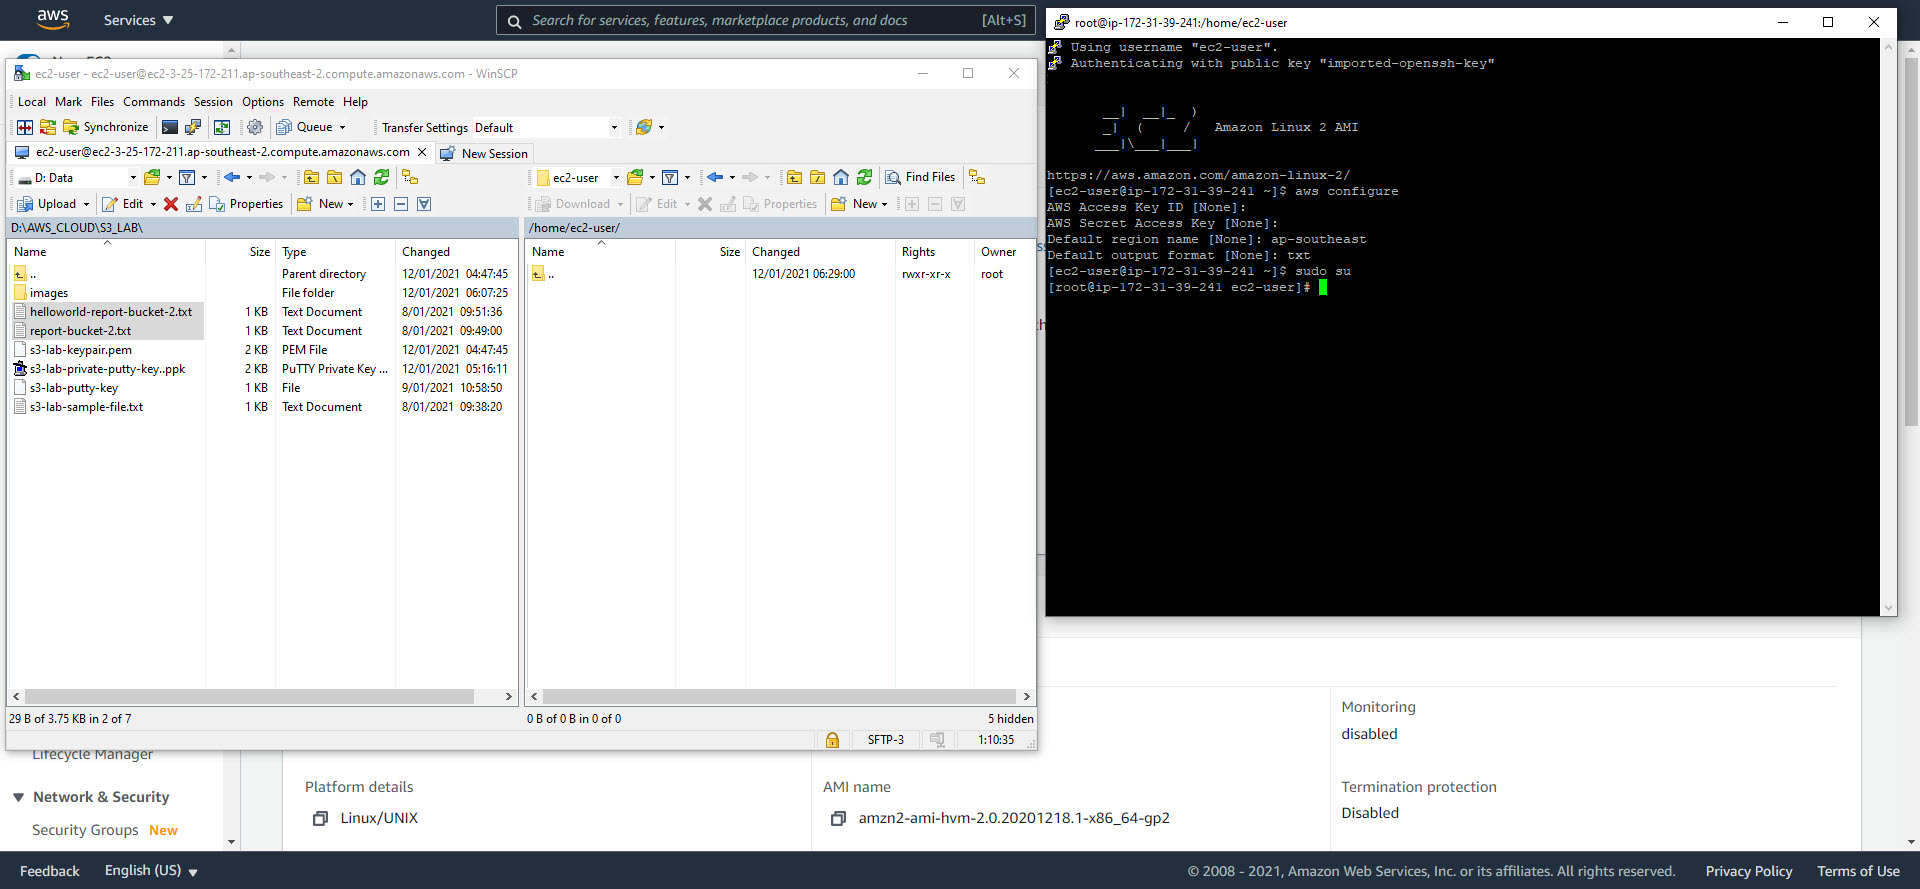 aws Services Search for services, features, marketplace products, and docs [Alt+S]
ec2-user - ec2-user@ec2-3-25-172-211.ap-southeast-2.compute.amazonaws.com - WinSCP
Local Mark Files Commands Session Options Remote Help
Synchronize Queue Transfer Settings Default
ec2-user@ec2-3-25-172-211.ap-southeast-2.compute.amazonaws.com New Session
D: Data ec2-user Find Files
Upload Edit Properties New Download Edit Properties New
D:\AWS_CLOUD\S3_LAB\ /home/ec2-user/
Name Size Type Changed Name Size Changed Rights Owner
.. Parent directory 12/01/2021 04:47:45 .. 12/01/2021 06:29:00 rwxr-xr-x root
images File folder 12/01/2021 06:07:25
helloworld-report-bucket-2.txt 1 KB Text Document 8/01/2021 09:51:36
report-bucket-2.txt 1 KB Text Document 8/01/2021 09:49:00
s3-lab-keypair.pem 2 KB PEM File 12/01/2021 04:47:45
s3-lab-private-putty-key..ppk 2 KB PuTTY Private Key ... 12/01/2021 05:16:11
s3-lab-putty-key 1 KB File 9/01/2021 10:58:50
s3-lab-sample-file.txt 1 KB Text Document 8/01/2021 09:38:20
29 B of 3.75 KB in 2 of 7 0 B of 0 B in 0 of 0 5 hidden
SFTP-3 1:10:35
root@ip-172-31-39-241:/home/ec2-user
Using username "ec2-user".
Authenticating with public key "imported-openssh-key"
__| __|_ )
_| ( / Amazon Linux 2 AMI
___|\___|___|
https://aws.amazon.com/amazon-linux-2/
[ec2-user@ip-172-31-39-241 ~]$ aws configure
AWS Access Key ID [None]:
AWS Secret Access Key [None]:
Default region name [None]: ap-southeast
Default output format [None]: txt
[ec2-user@ip-172-31-39-241 ~]$ sudo su
[root@ip-172-31-39-241 ec2-user]#
Lifecycle Manager
Network & Security
Security Groups New
Monitoring
disabled
Platform details AMI name Termination protection
Linux/UNIX amzn2-ami-hvm-2.0.20201218.1-x86_64-gp2 Disabled
Feedback English (US) © 2008 - 2021, Amazon Web Services, Inc. or its affiliates. All rights reserved. Privacy Policy Terms of Use